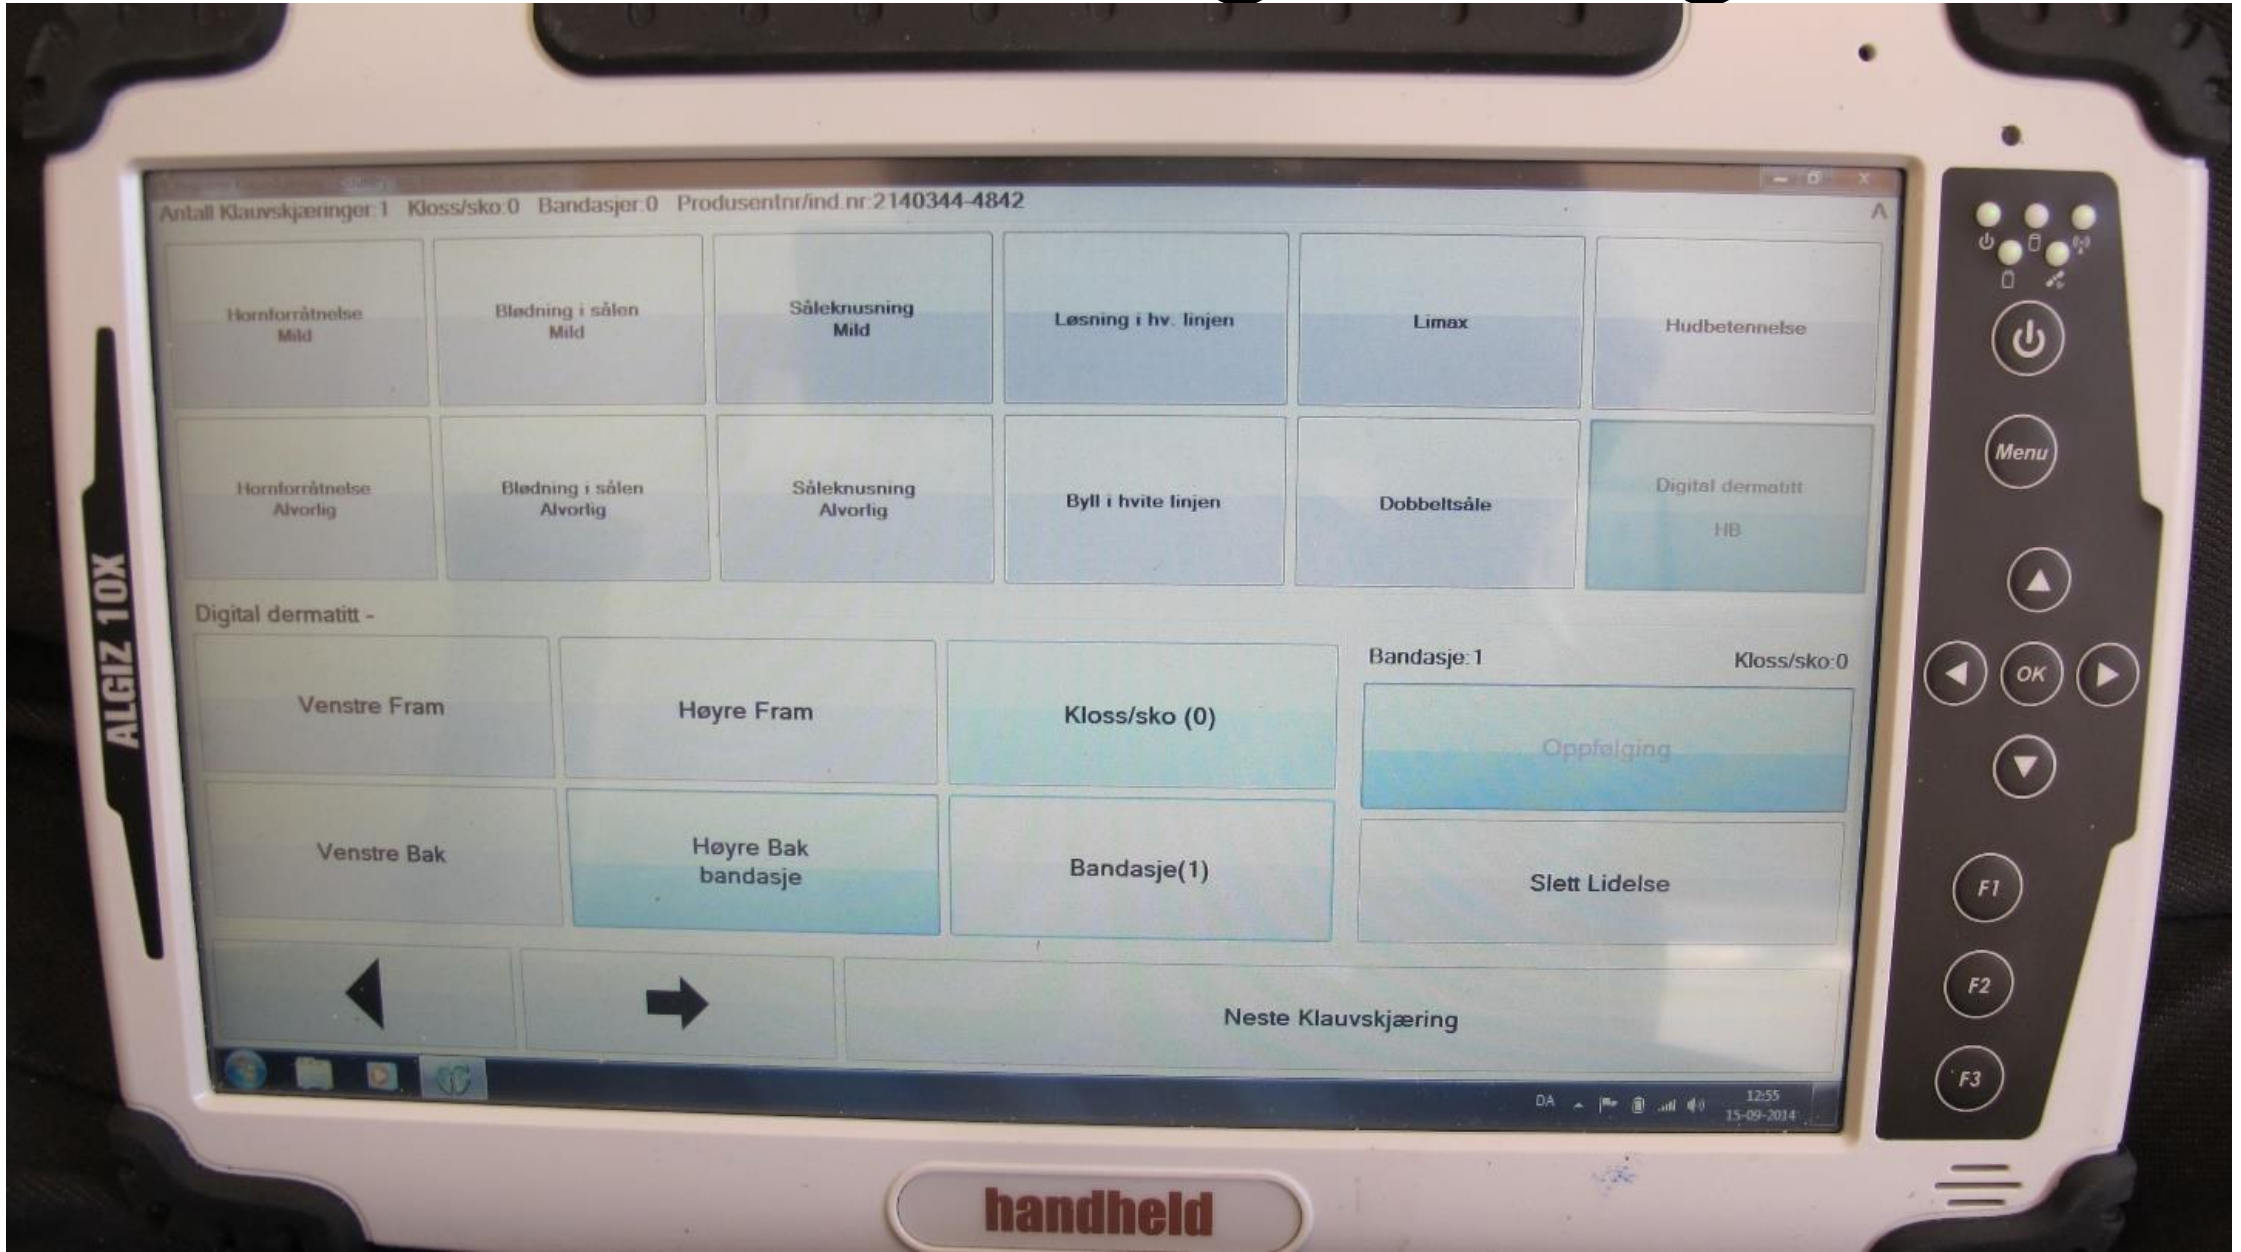 Antall Klauvskjæringer:1 Kloss/sko:0 Bandasjer:0 Produsentnr/ind.nr:2140344-4842
Hornforråtnelse
Mild
Blødning i sålen
Mild
Såleknusning
Mild
Løsning i hv. linjen
Limax
Hudbetennelse
Hornforråtnelse
Alvorlig
Blødning i sålen
Alvorlig
Såleknusning
Alvorlig
Byll i hvite linjen
Dobbeltsåle
Digital dermatitt
HB
Digital dermatitt -
Bandasje:1 Kloss/sko:0
Venstre Fram
Høyre Fram
Kloss/sko (0)
Oppfølging
Venstre Bak
Høyre Bak
bandasje
Bandasje(1)
Slett Lidelse
Neste Klauvskjæring
DA
12:55
15-09-2014
ALGIZ 10X
handheld
Menu
OK
F1
F2
F3